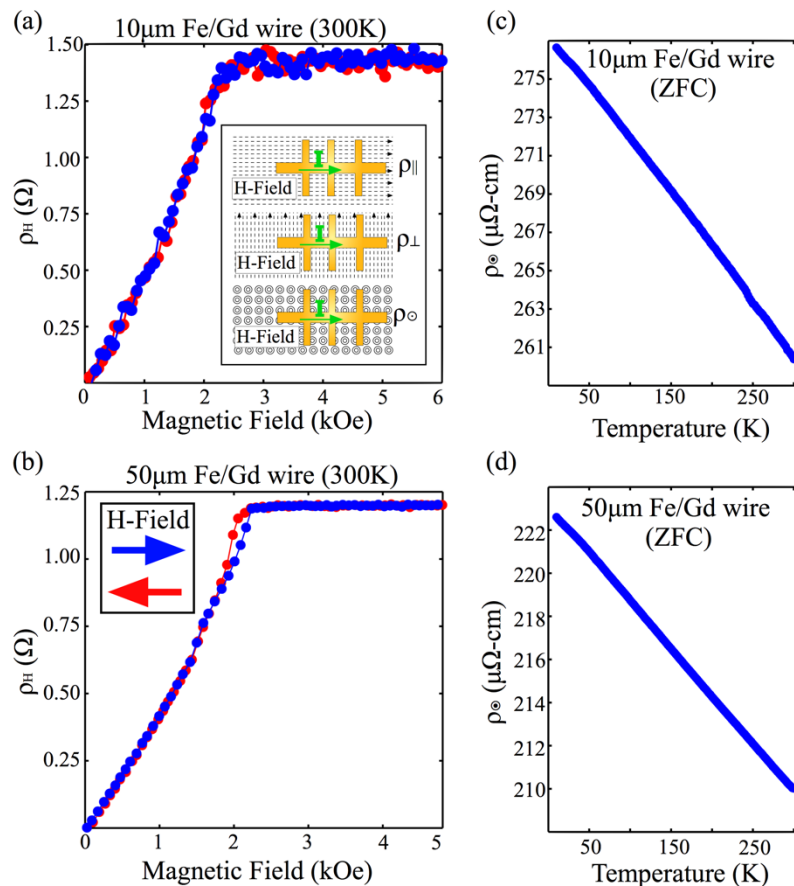 (a)
10μm Fe/Gd wire (300K)
1.50
1.25
1.00
0.75
0.50
0.25
ρH (Ω)
I
H-Field
ρ∥
I
H-Field
ρ⊥
I
H-Field
ρ⊙
0 1 2 3 4 5 6
Magnetic Field (kOe)
(b)
50μm Fe/Gd wire (300K)
1.25
1.00
0.75
0.50
0.25
ρH (Ω)
H-Field
0 1 2 3 4 5
Magnetic Field (kOe)
(c)
10μm Fe/Gd wire
(ZFC)
275
273
271
269
267
265
263
261
ρ⊙ (μΩ-cm)
50 100 150 200 250
Temperature (K)
(d)
50μm Fe/Gd wire
(ZFC)
222
220
218
216
214
212
210
ρ⊙ (μΩ-cm)
50 100 150 200 250
Temperature (K)